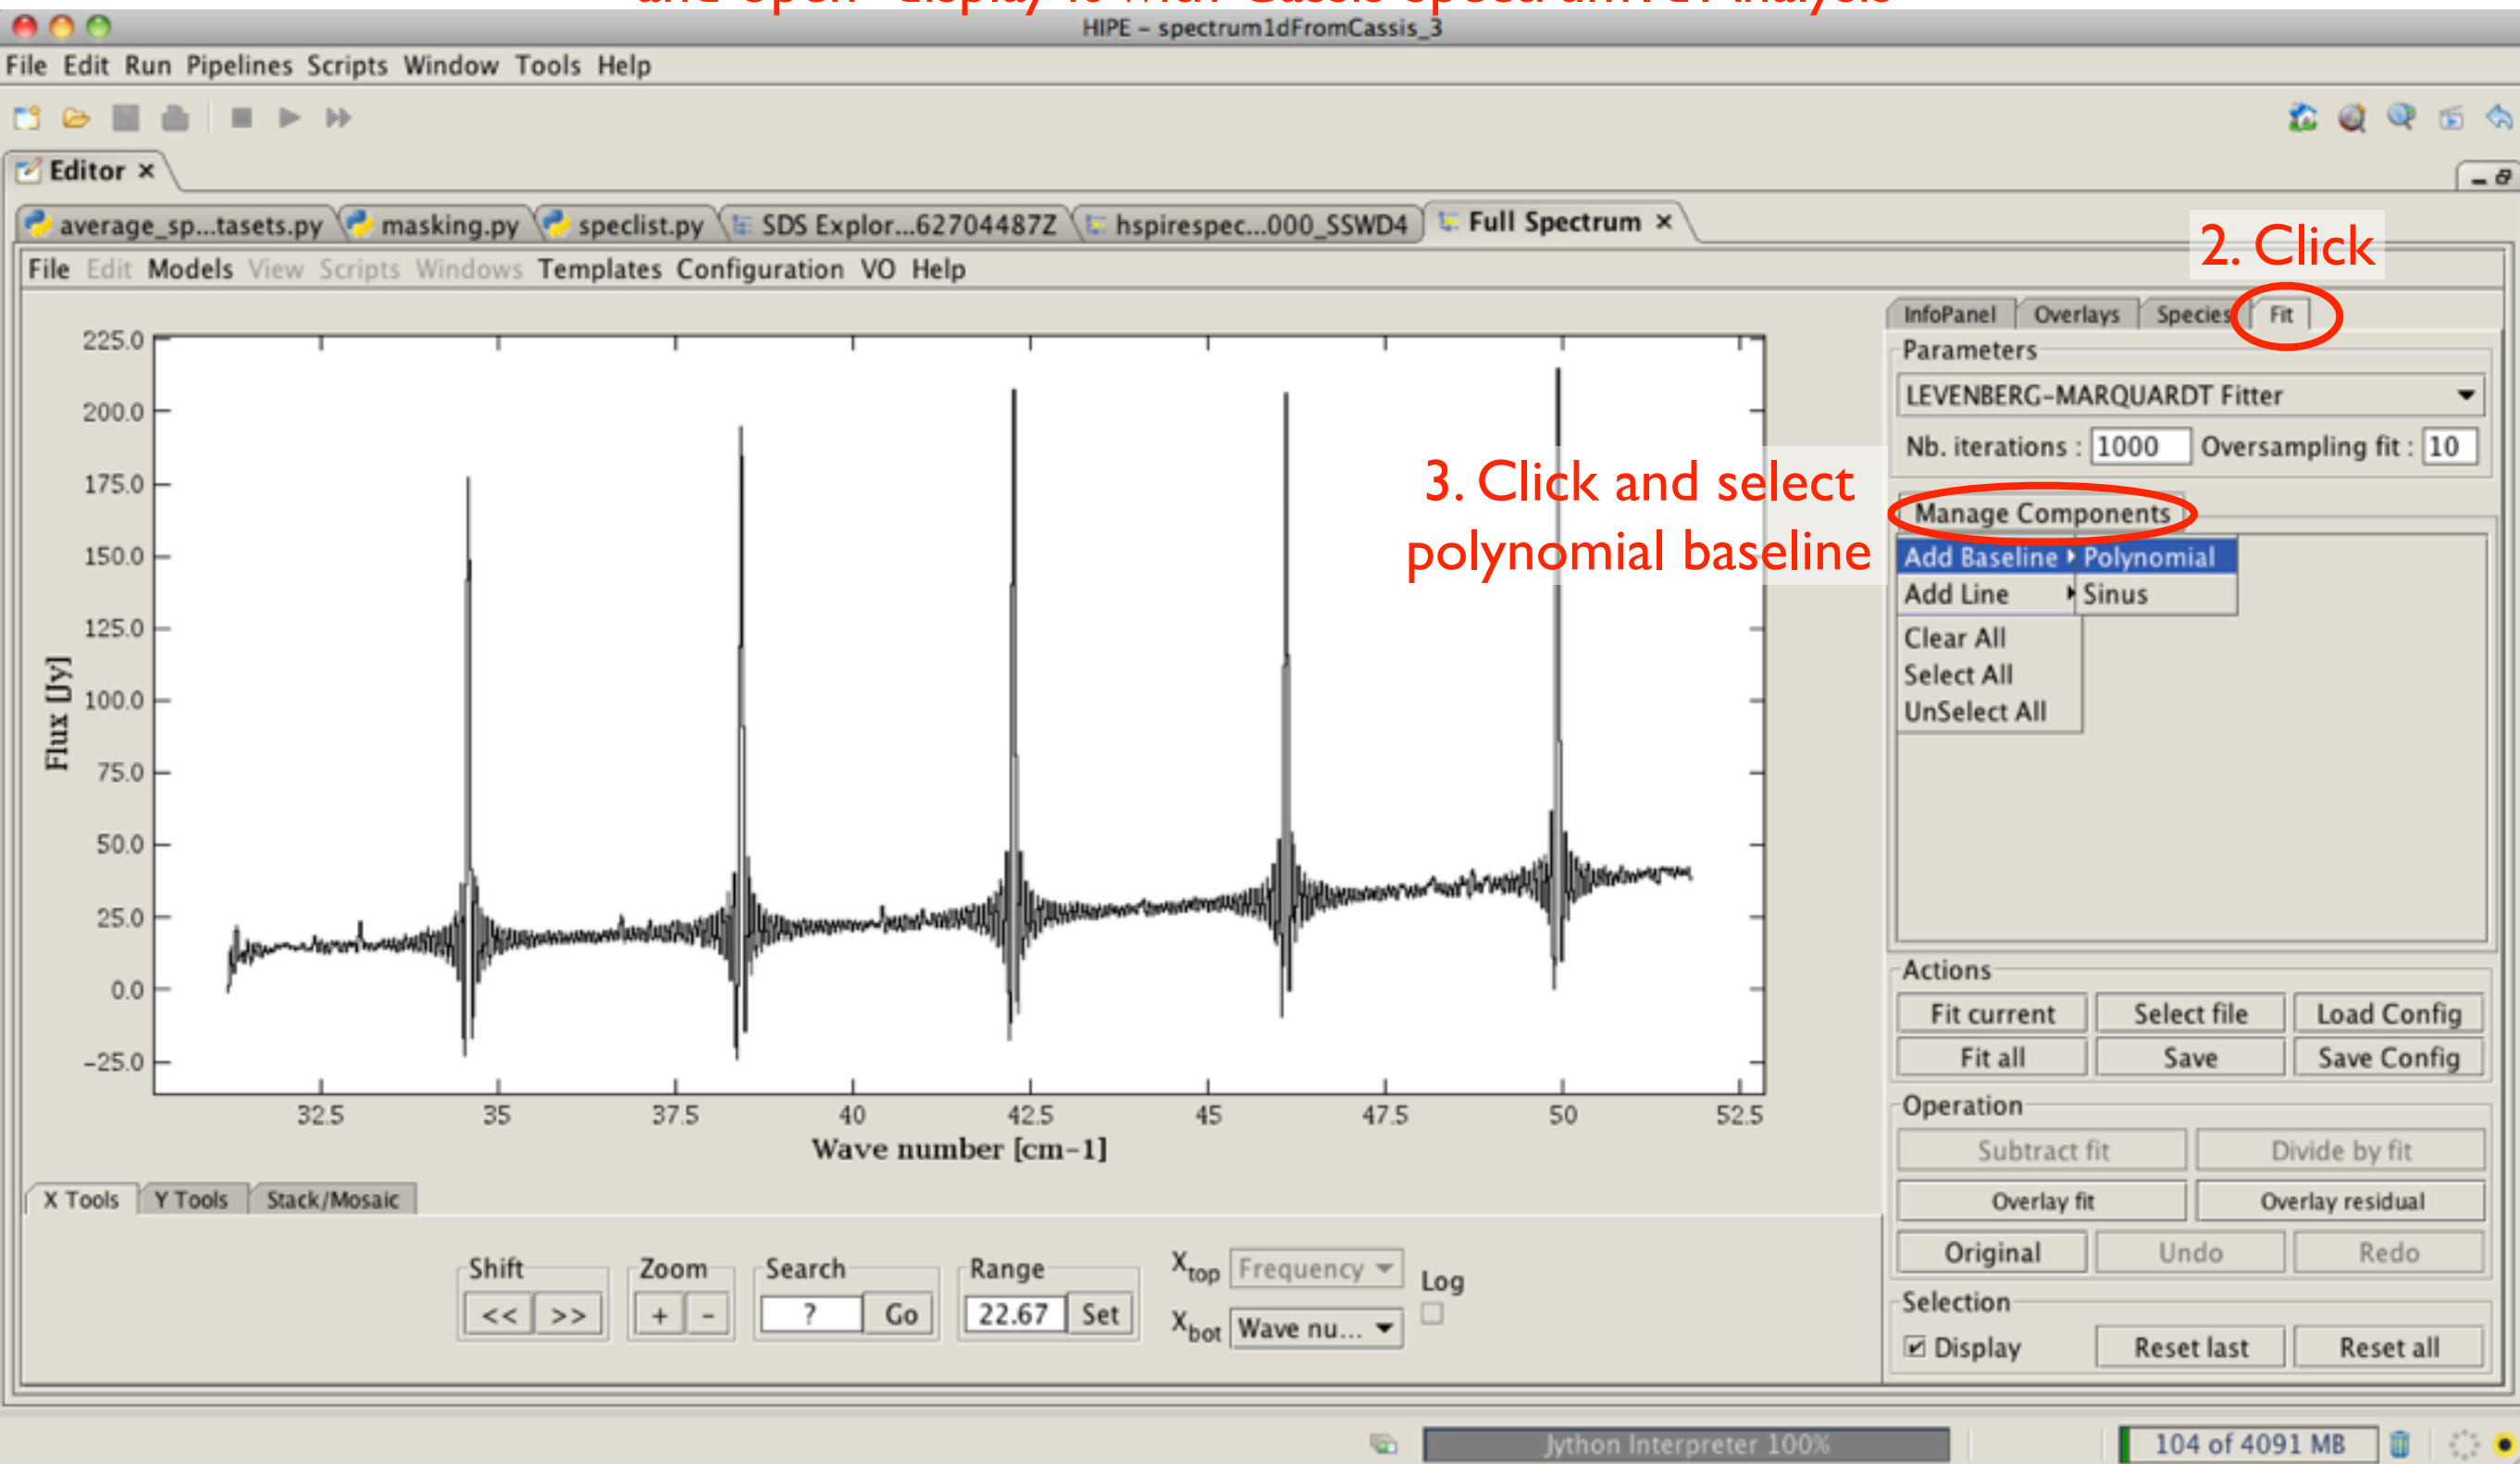 and open display it with Cassis Spectrum1d Analysis
HIPE – spectrum1dFromCassis_3
File Edit Run Pipelines Scripts Window Tools Help
Editor ×
average_sp...tasets.py masking.py speclist.py SDS Explor...62704487Z hspirespec...000_SSWD4 Full Spectrum ×
2. Click
File Edit Models View Scripts Windows Templates Configuration VO Help
InfoPanel Overlays Species Fit
Parameters
LEVENBERG-MARQUARDT Fitter
Nb. iterations : 1000 Oversampling fit : 10
3. Click and select
polynomial baseline
Manage Components
Add Baseline Polynomial
Add Line Sinus
Clear All
Select All
UnSelect All
225.0
200.0
175.0
150.0
125.0
100.0
75.0
50.0
25.0
0.0
-25.0
Flux [Jy]
32.5 35 37.5 40 42.5 45 47.5 50 52.5
Wave number [cm-1]
Actions
Fit current Select file Load Config
Fit all Save Save Config
Operation
Subtract fit Divide by fit
Overlay fit Overlay residual
Original Undo Redo
Selection
Display Reset last Reset all
X Tools Y Tools Stack/Mosaic
Shift Zoom Search Range Xtop Frequency Log
<< >> + - ? Go 22.67 Set Xbot Wave nu...
Jython Interpreter 100% 104 of 4091 MB